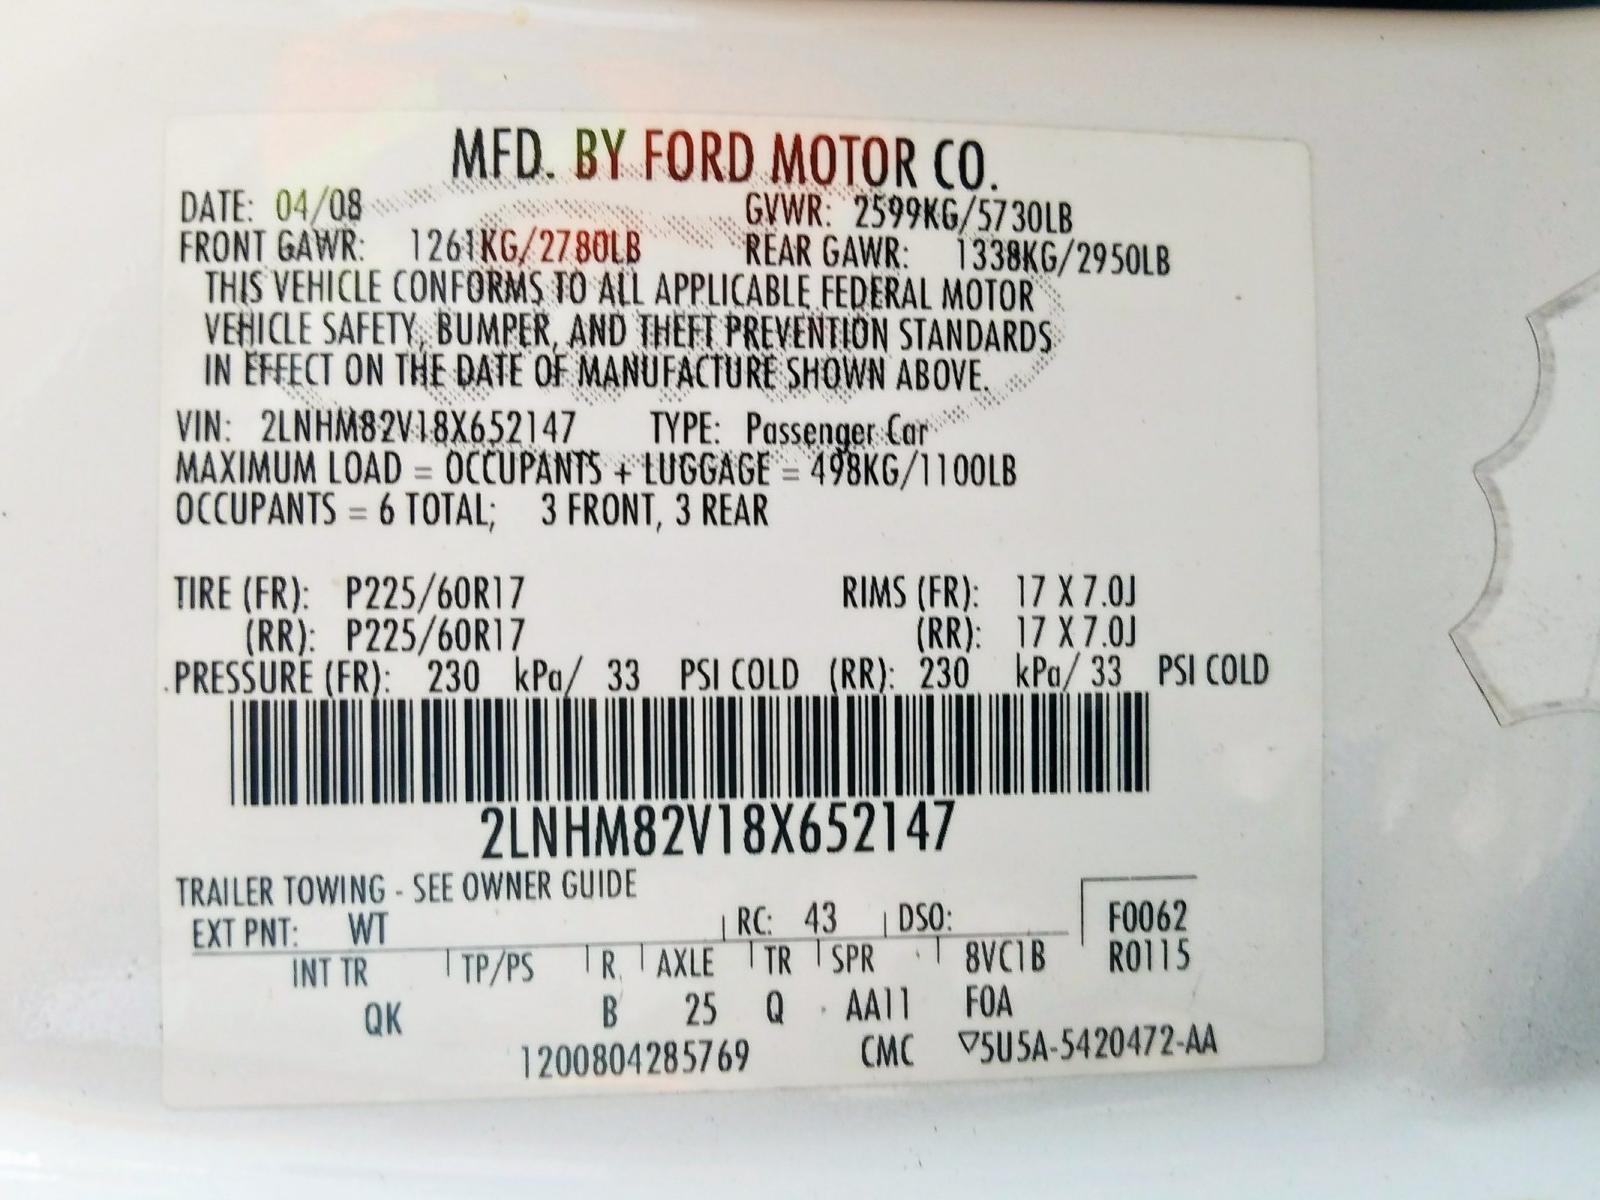 MFD. BY FORD MOTOR CO.
DATE: 04/08 GVWR: 2599KG/5730LB
FRONT GAWR: 1261KG/2780LB REAR GAWR: 1338KG/2950LB
THIS VEHICLE CONFORMS TO ALL APPLICABLE FEDERAL MOTOR
VEHICLE SAFETY, BUMPER, AND THEFT PREVENTION STANDARDS
IN EFFECT ON THE DATE OF MANUFACTURE SHOWN ABOVE.
VIN: 2LNHM82V18X652147 TYPE: Passenger Car
MAXIMUM LOAD = OCCUPANTS + LUGGAGE = 498KG/1100LB
OCCUPANTS = 6 TOTAL; 3 FRONT, 3 REAR
TIRE (FR): P225/60R17 RIMS (FR): 17 X 7.0J
(RR): P225/60R17 (RR): 17 X 7.0J
PRESSURE (FR): 230 kPa/ 33 PSI COLD (RR): 230 kPa/ 33 PSI COLD
2LNHM82V18X652147
TRAILER TOWING - SEE OWNER GUIDE
EXT PNT: WT RC: 43 DSO: F0062
INT TR TP/PS R AXLE TR SPR 8VC1B R0115
QK B 25 Q AA11 F0A
1200804285769 CMC ▽5U5A-5420472-AA